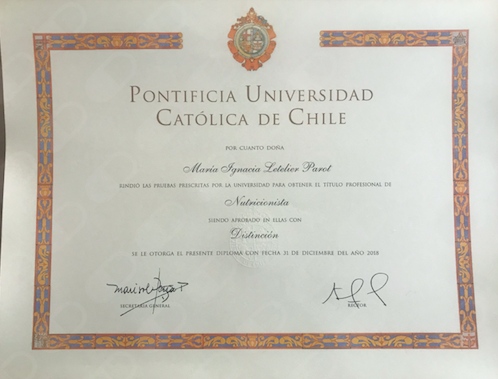 PONTIFICIA UNIVERSIDAD
CATÓLICA DE CHILE
POR CUANTO DOÑA
Maria Ignacia Letelier Parot
RINDIÓ LAS PRUEBAS PRESCRITAS POR LA UNIVERSIDAD PARA OBTENER EL TÍTULO PROFESIONAL DE
Nutricionista
SIENDO APROBADO EN ELLAS CON
Distinción
SE LE OTORGA EL PRESENTE DIPLOMA CON FECHA 31 DE DICIEMBRE DEL AÑO 2018
SECRETARIA GENERAL
RECTOR